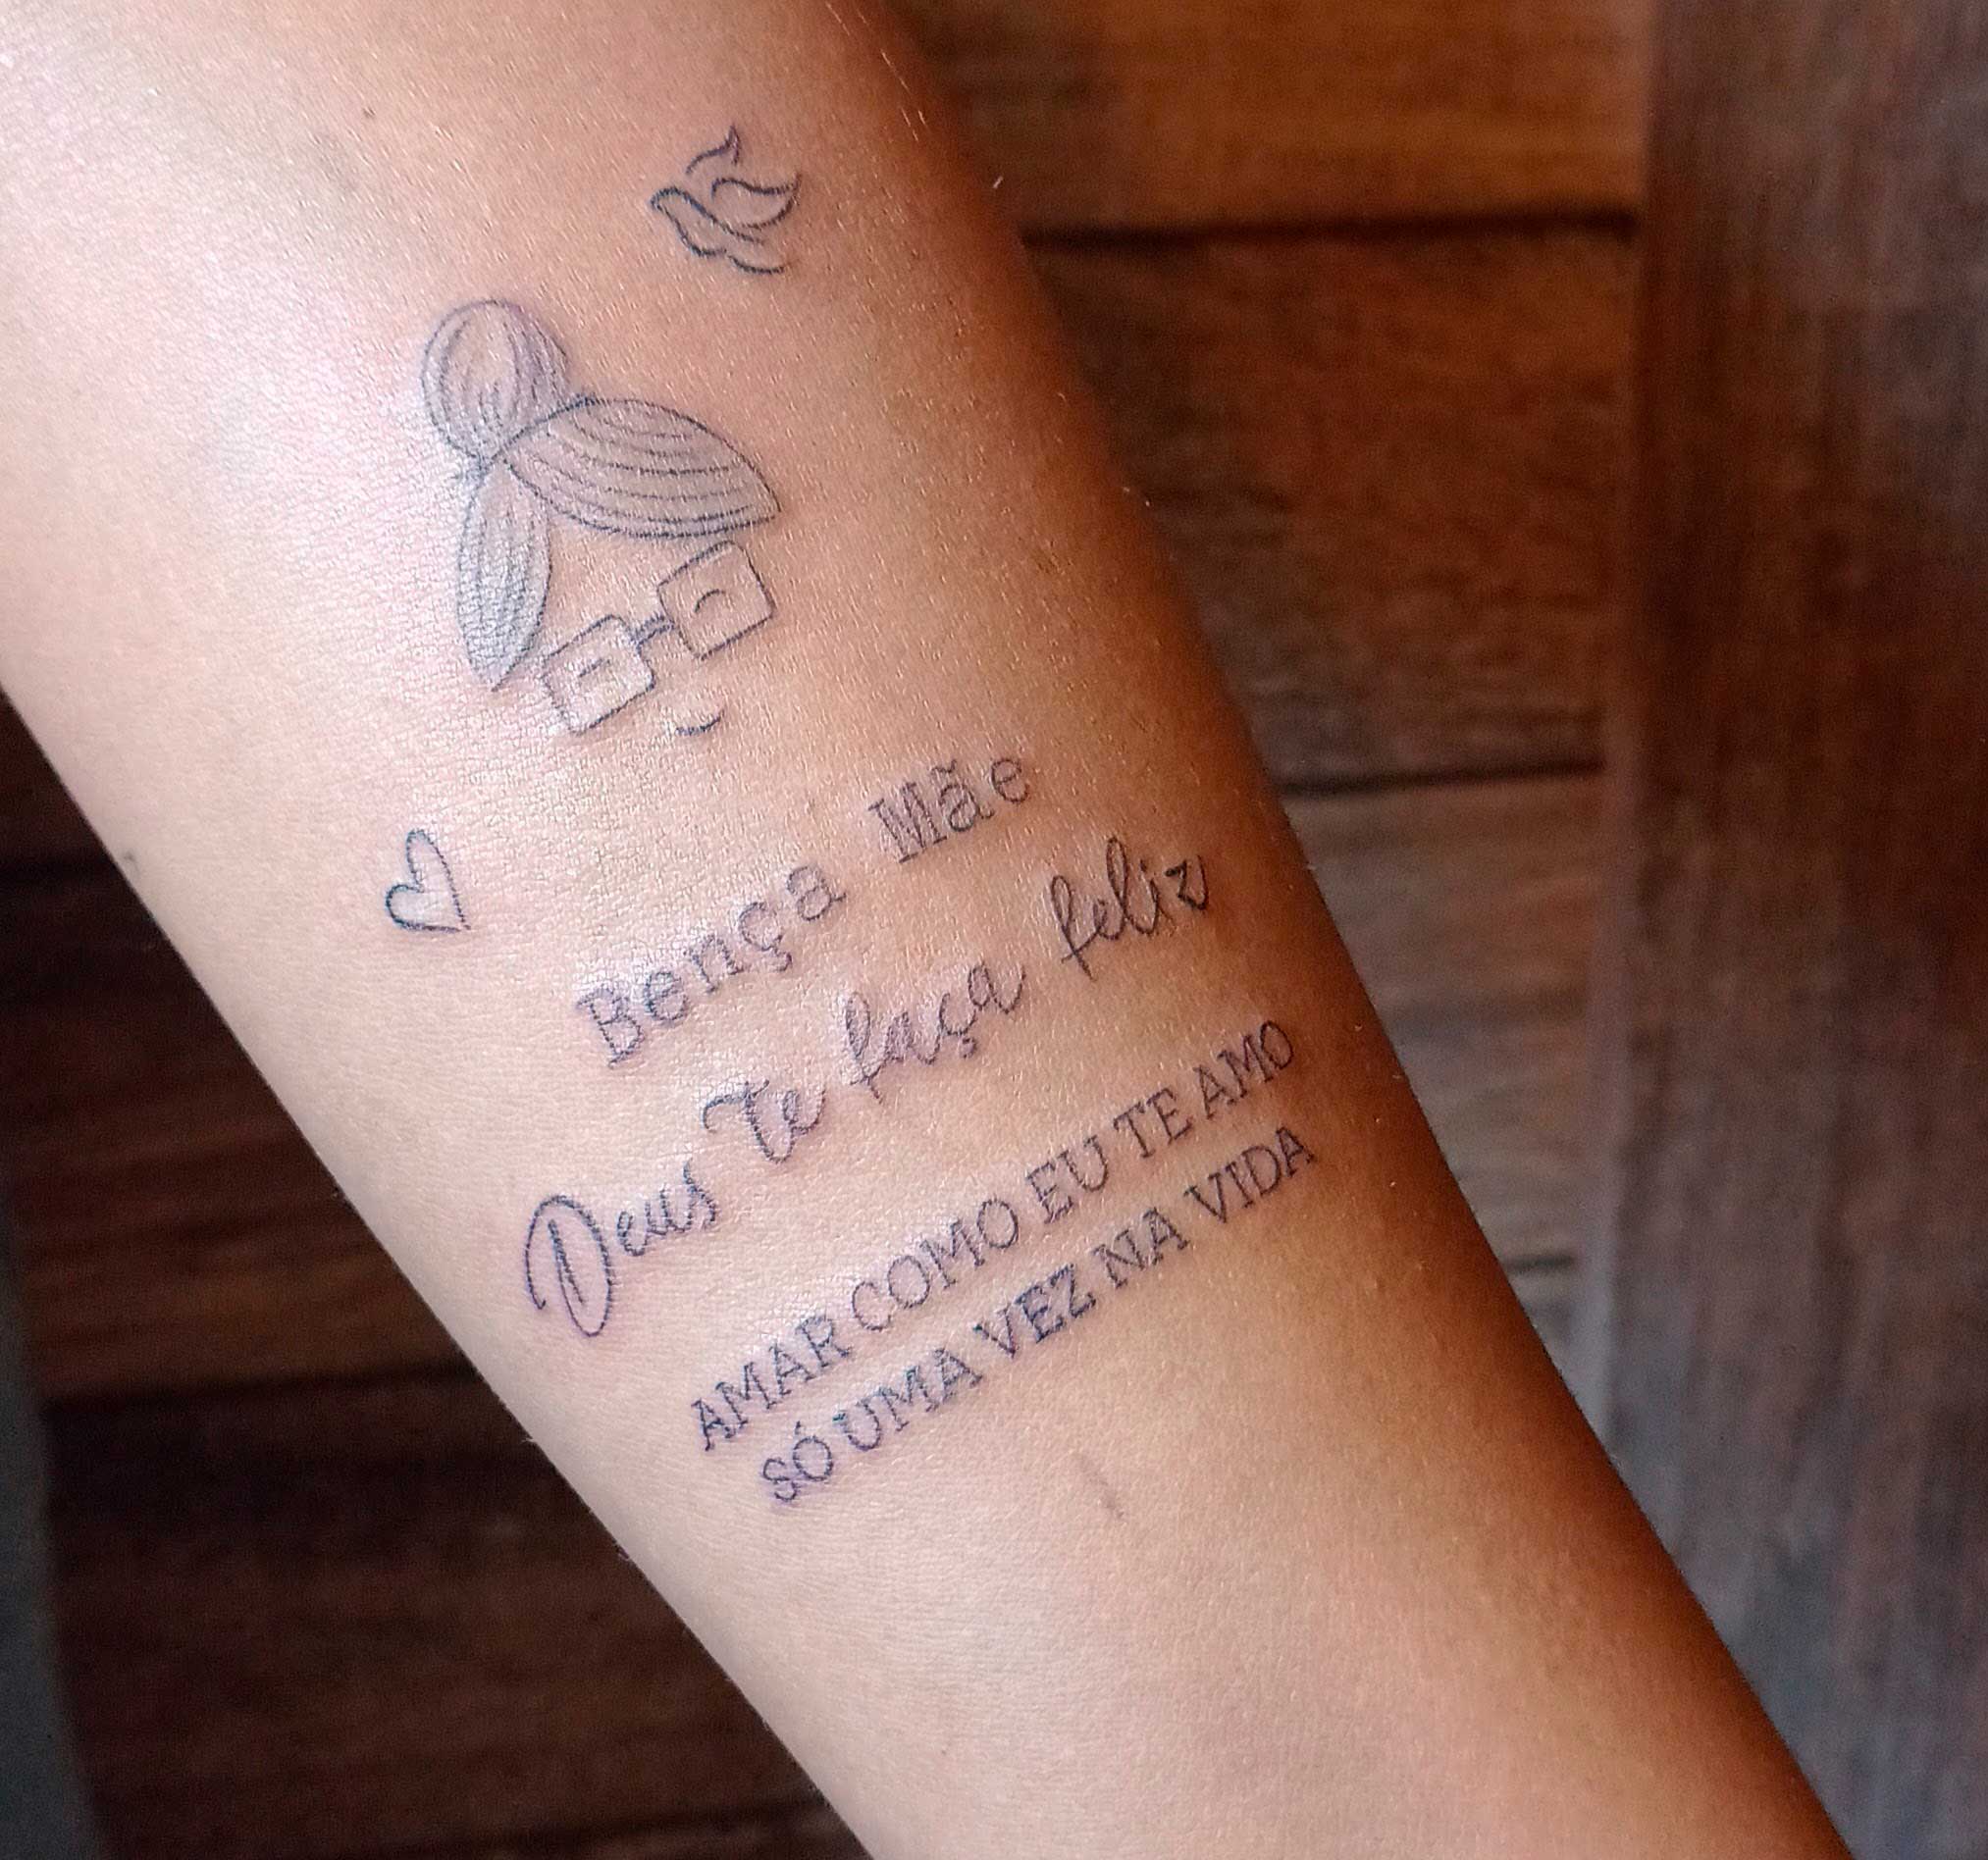 Bença Mãe
Deus te faça feliz
AMAR COMO EU TE AMO
SÓ UMA VEZ NA VIDA